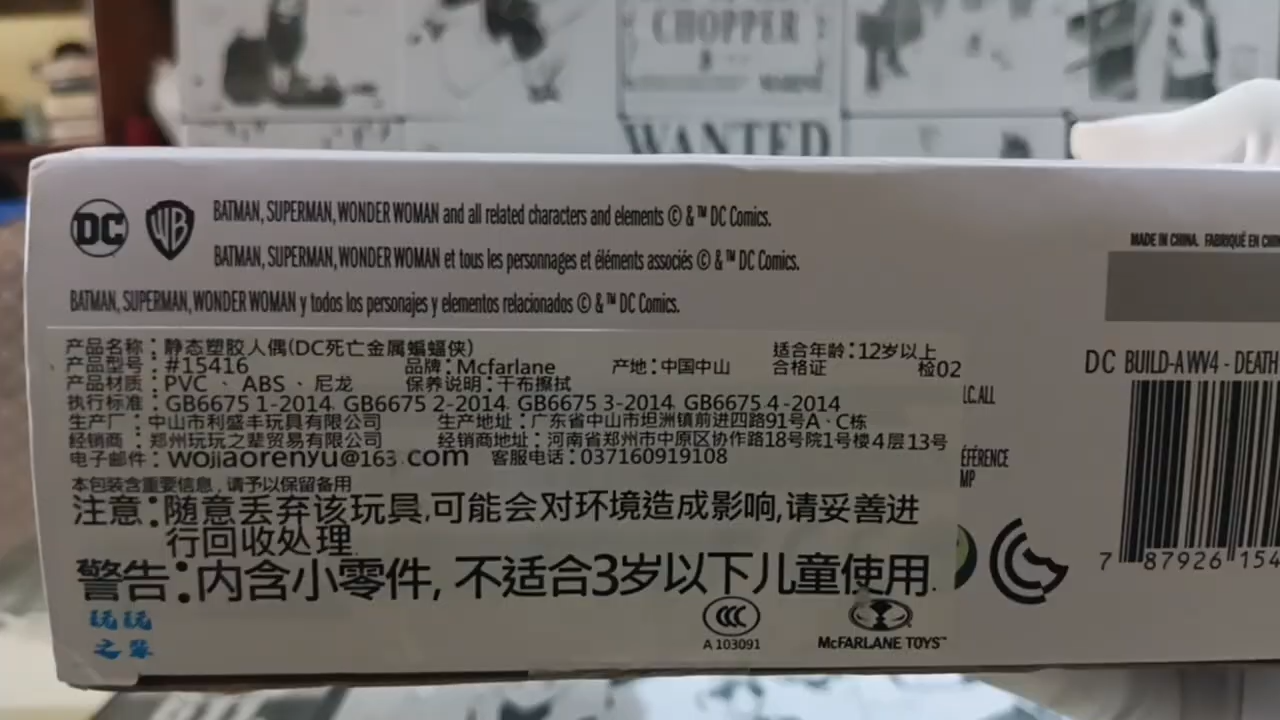 CHOPPER
WANTED
DC
WB
BATMAN, SUPERMAN, WONDER WOMAN and all related characters and elements © & ™ DC Comics.
BATMAN, SUPERMAN, WONDER WOMAN et tous les personnages et éléments associés © & ™ DC Comics.
BATMAN, SUPERMAN, WONDER WOMAN y todos los personajes y elementos relacionados © & ™ DC Comics.
MADE IN CHINA. FABRIQUÉ EN CHIN
产品名称：静态塑胶人偶(DC死亡金属蝙蝠侠)
适合年龄：12岁以上
产品型号：#15416 品牌：Mcfarlane 产地：中国中山 合格证 检02
产品材质：PVC、ABS、尼龙 保养说明：干布擦拭
执行标准：GB6675 1-2014. GB6675 2-2014. GB6675 3-2014. GB6675 4-2014
生产厂：中山市利盛丰玩具有限公司 生产地址：广东省中山市坦洲镇前进四路91号A、C栋
经销商：郑州玩玩之辈贸易有限公司 经销商地址：河南省郑州市中原区协作路18号院1号楼4层13号
电子邮件：wojiaorenyu@163.com 客服电话：037160919108
本包装含重要信息，请予以保留备用
注意：随意丢弃该玩具,可能会对环境造成影响,请妥善进
行回收处理.
警告：内含小零件, 不适合3岁以下儿童使用.
玩玩
之辈
CCC
A 103091
McFARLANE TOYS™
DC BUILD-A WV4 - DEATH
LC. ALL
ÉFÉRENCE
MP
7 87926 154